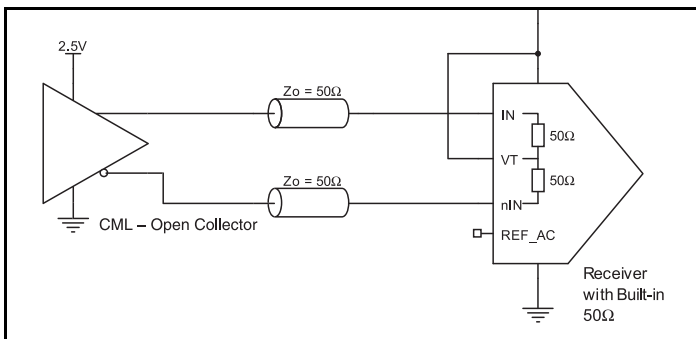 2.5V
Zo = 50Ω
IN
50Ω
VT
Zo = 50Ω
50Ω
nIN
CML – Open Collector
REF_AC
Receiver
with Built-in
50Ω